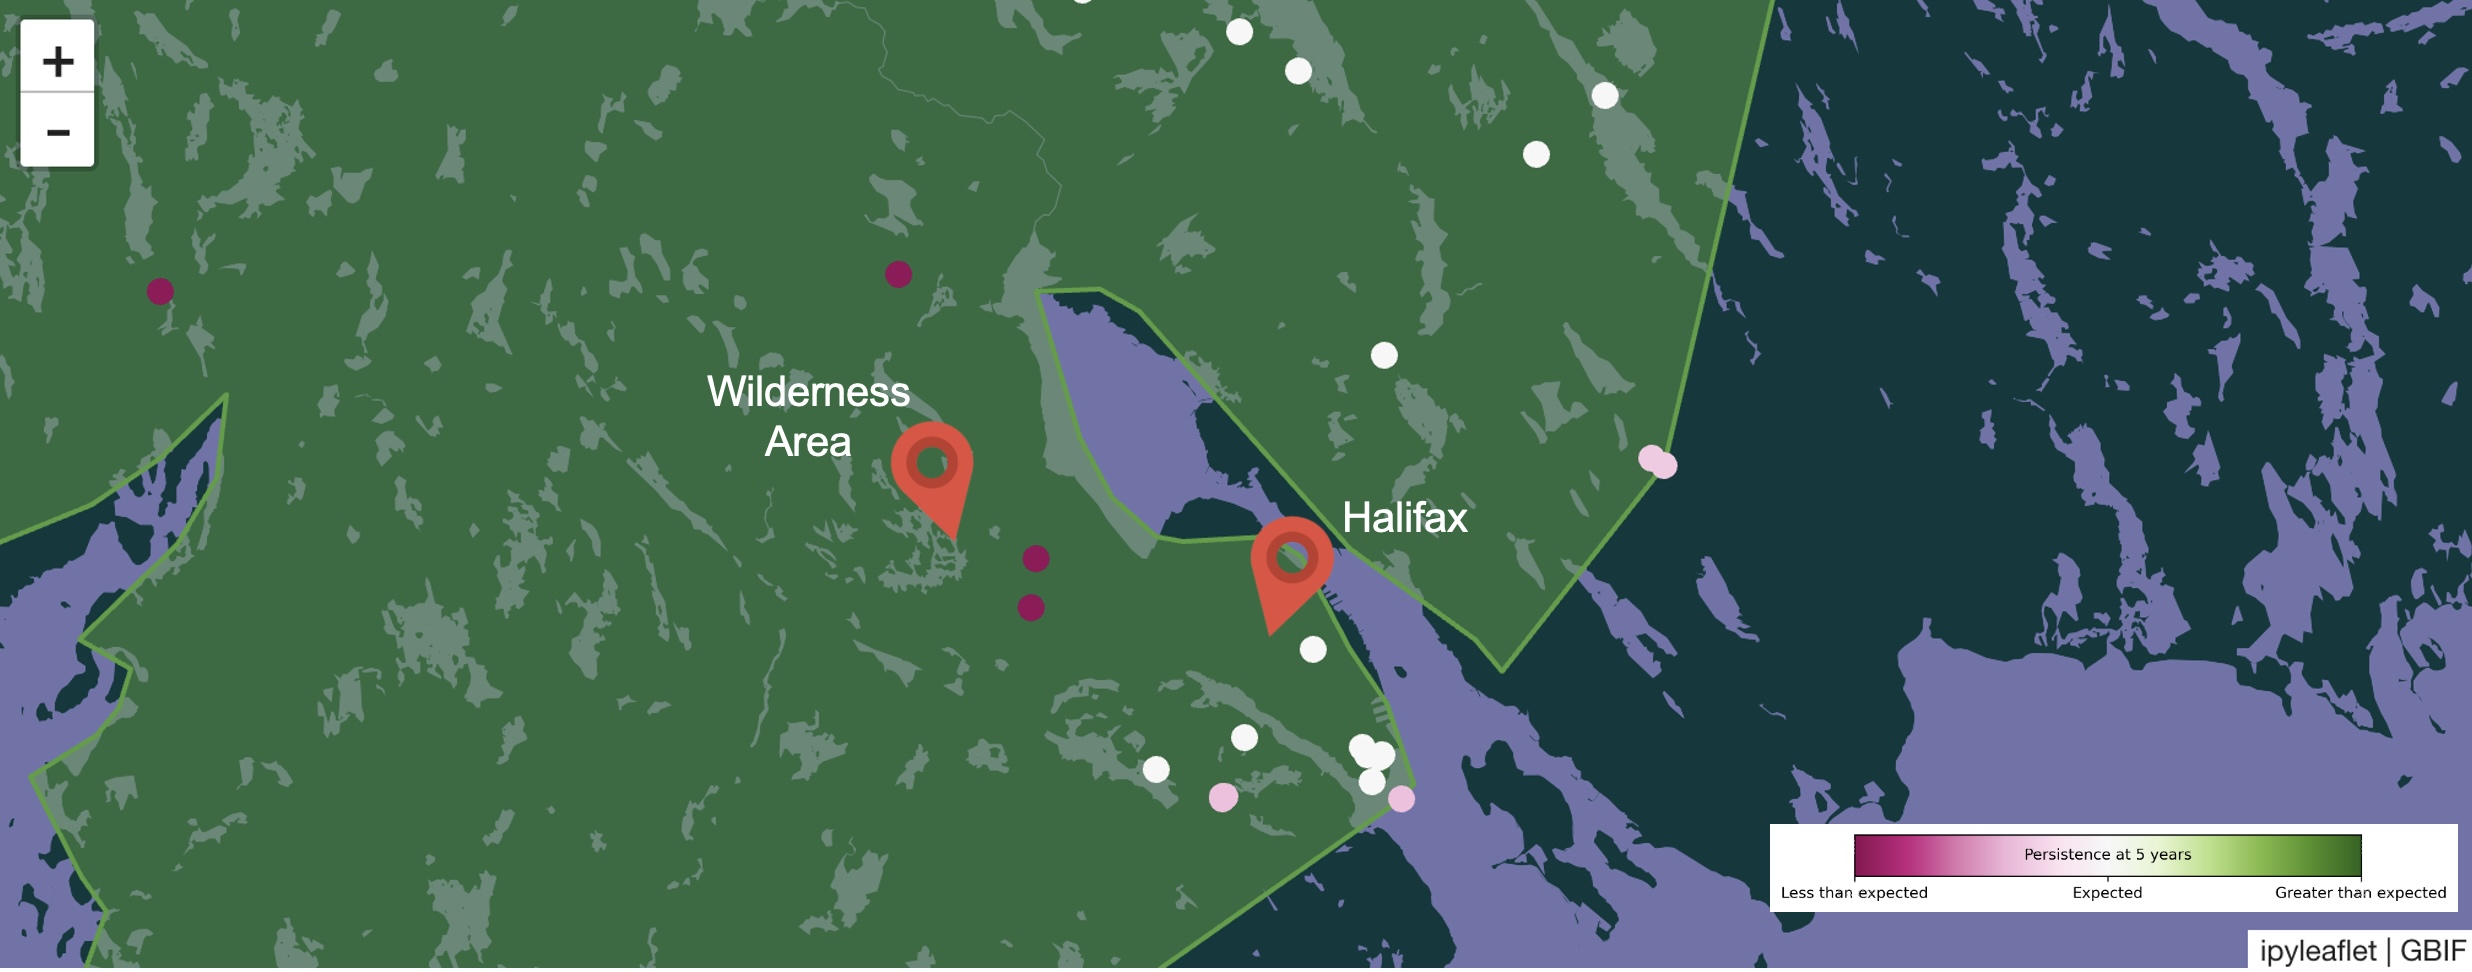 +
−
Wilderness
Area
Halifax
Persistence at 5 years
Less than expected
Expected
Greater than expected
ipyleaflet | GBIF